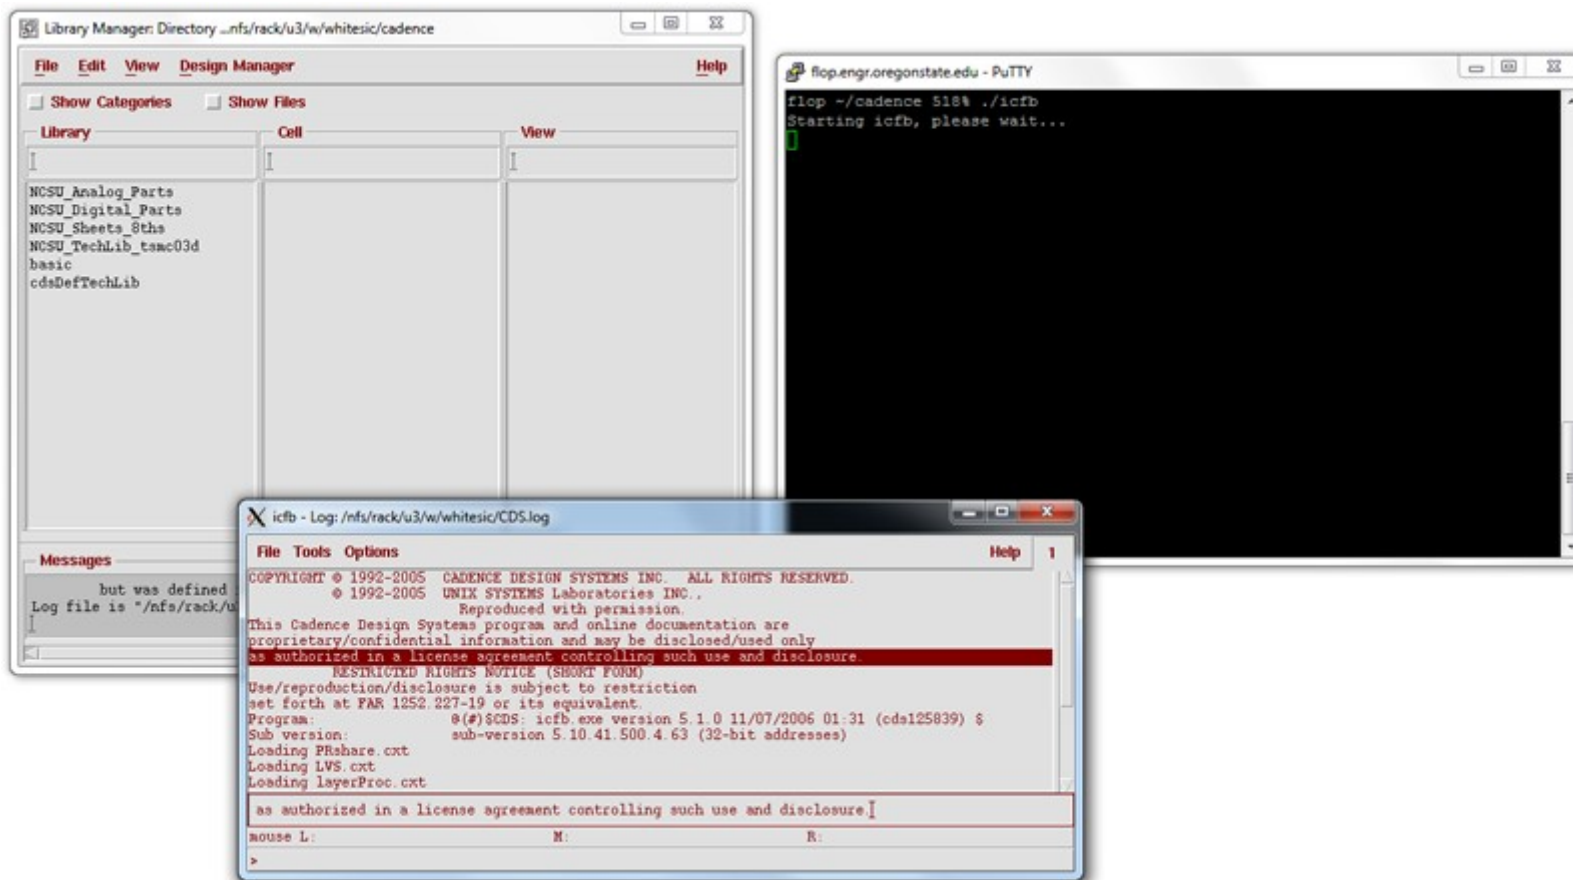 Library Manager: Directory ...nfs/rack/u3/w/whitesic/cadence
File Edit View Design Manager Help
Show Categories Show Files
Library Cell View
NCSU_Analog_Parts
NCSU_Digital_Parts
NCSU_Sheets_8ths
NCSU_TechLib_tsmc03d
basic
cdsDefTechLib
Messages
but was defined
Log file is "/nfs/rack/u
flop.engr.oregonstate.edu - PuTTY
flop ~/cadence 518% ./icfb
Starting icfb, please wait...
icfb - Log: /nfs/rack/u3/w/whitesic/CDS.log
File Tools Options Help 1
COPYRIGHT © 1992-2005 CADENCE DESIGN SYSTEMS INC. ALL RIGHTS RESERVED.
© 1992-2005 UNIX SYSTEMS Laboratories INC.,
Reproduced with permission.
This Cadence Design Systems program and online documentation are
proprietary/confidential information and may be disclosed/used only
as authorized in a license agreement controlling such use and disclosure.
RESTRICTED RIGHTS NOTICE (SHORT FORM)
Use/reproduction/disclosure is subject to restriction
set forth at FAR 1252.227-19 or its equivalent.
Program: @(#)$CDS: icfb.exe version 5.1.0 11/07/2006 01:31 (cds125839) $
Sub version: sub-version 5.10.41.500.4.63 (32-bit addresses)
Loading PRshare.cxt
Loading LVS.cxt
Loading layerProc.cxt
as authorized in a license agreement controlling such use and disclosure.
mouse L: M: R:
>